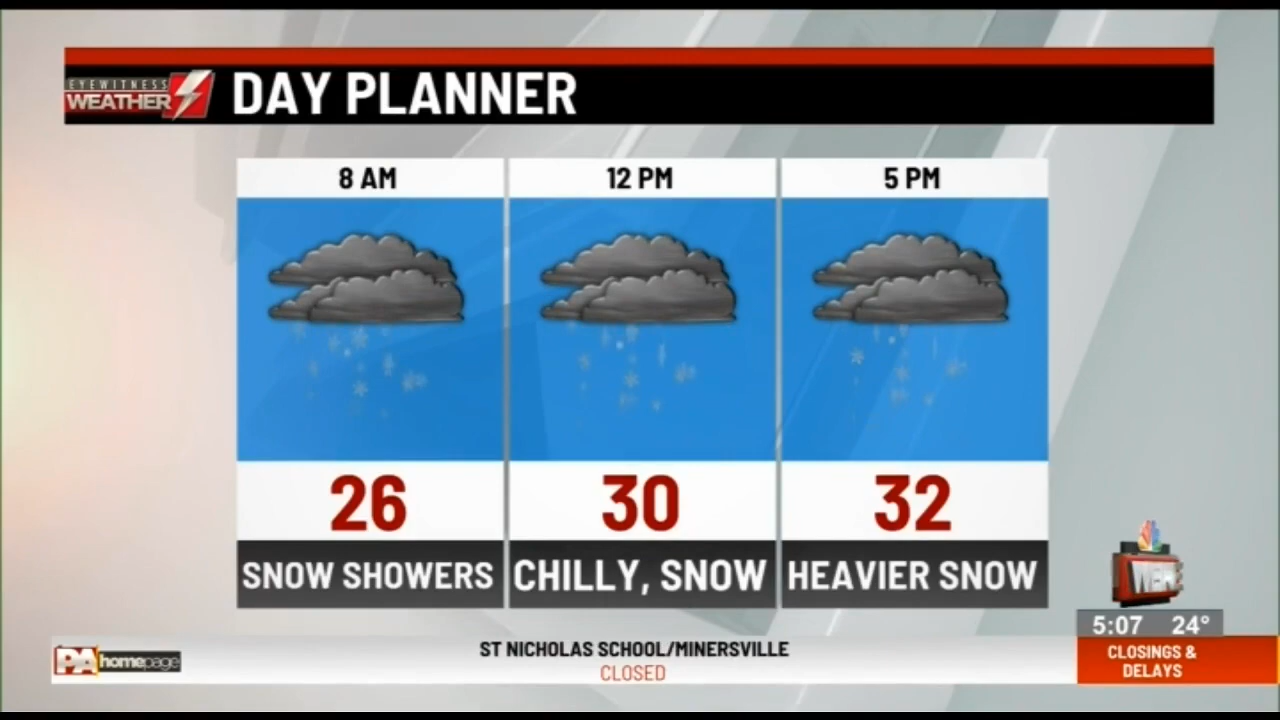 EYEWITNESS
WEATHER
DAY PLANNER
8 AM
12 PM
5 PM
26
30
32
SNOW SHOWERS
CHILLY, SNOW
HEAVIER SNOW
5:07 24°
PA homepage
ST NICHOLAS SCHOOL/MINERSVILLE
CLOSED
CLOSINGS &
DELAYS